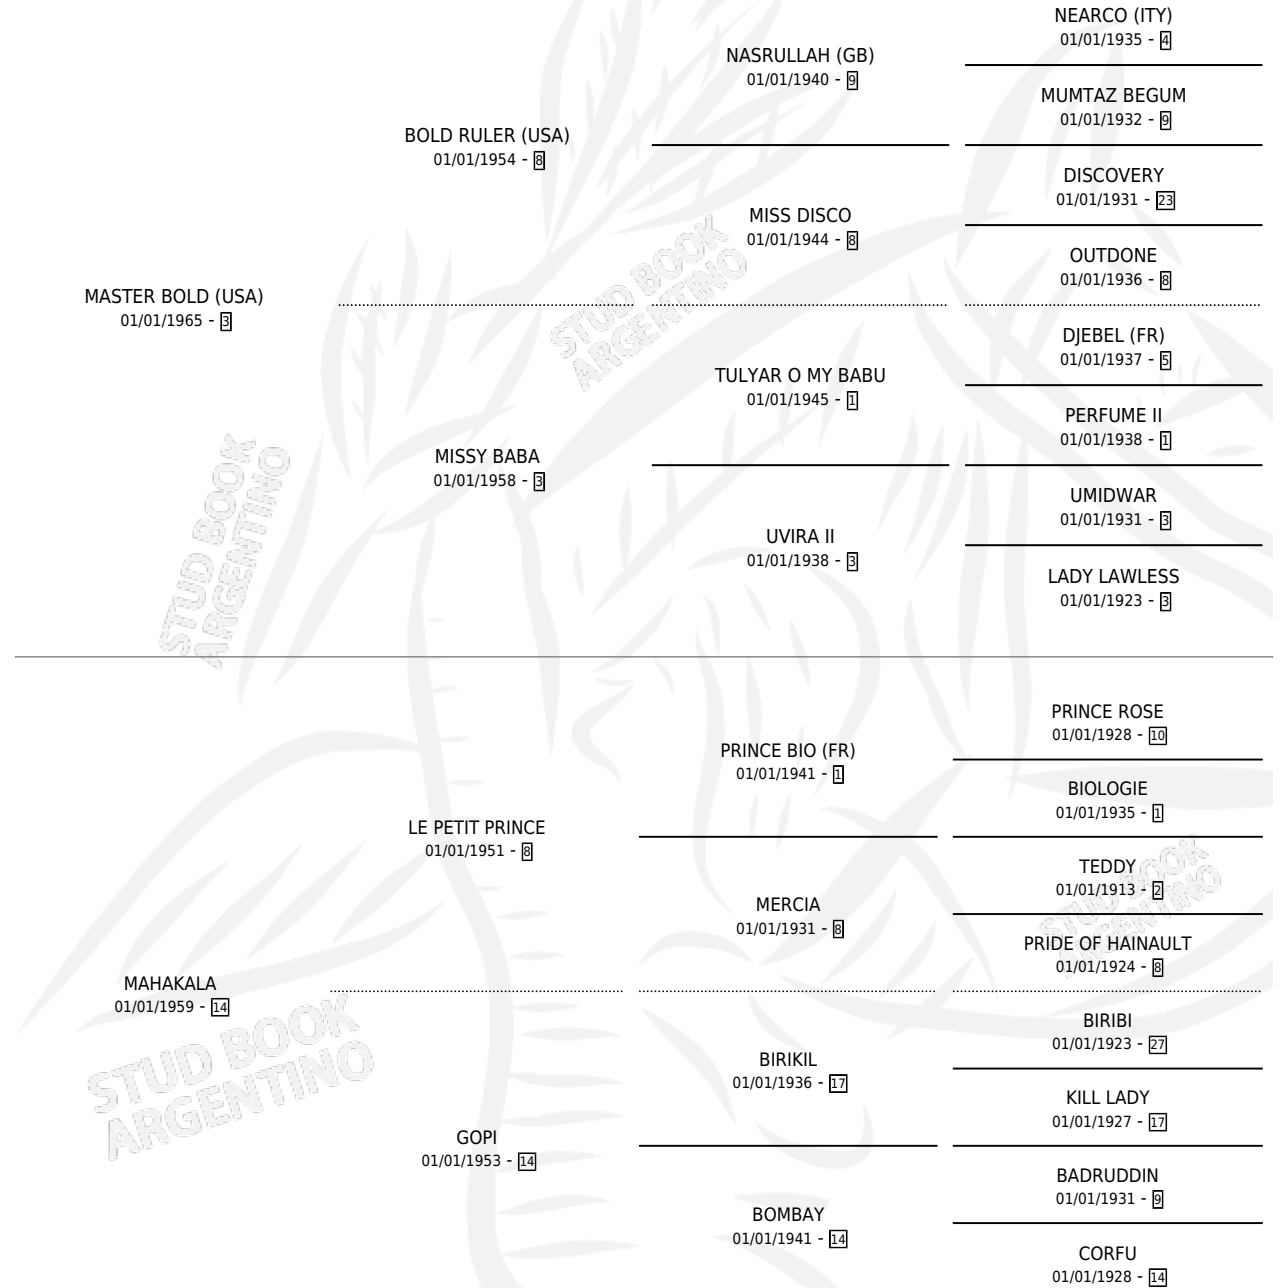 NEARCO (ITY)
01/01/1935 - 4
NASRULLAH (GB)
01/01/1940 - 9
MUMTAZ BEGUM
01/01/1932 - 9
BOLD RULER (USA)
01/01/1954 - 8
DISCOVERY
01/01/1931 - 23
MISS DISCO
01/01/1944 - 8
OUTDONE
01/01/1936 - 8
MASTER BOLD (USA)
01/01/1965 - 3
STUD BOOK
ARGENTINO
DJEBEL (FR)
01/01/1937 - 5
TULYAR O MY BABU
01/01/1945 - 1
PERFUME II
01/01/1938 - 1
MISSY BABA
01/01/1958 - 3
UMIDWAR
01/01/1931 - 3
UVIRA II
01/01/1938 - 3
LADY LAWLESS
01/01/1923 - 3
STUD BOOK
ARGENTINO
PRINCE ROSE
01/01/1928 - 10
PRINCE BIO (FR)
01/01/1941 - 1
BIOLOGIE
01/01/1935 - 1
LE PETIT PRINCE
01/01/1951 - 8
TEDDY
01/01/1913 - 2
MERCIA
01/01/1931 - 8
PRIDE OF HAINAULT
01/01/1924 - 8
STUD BOOK
ARGENTINO
MAHAKALA
01/01/1959 - 14
BIRIBI
01/01/1923 - 27
BIRIKIL
01/01/1936 - 17
KILL LADY
01/01/1927 - 17
STUD BOOK
ARGENTINO
GOPI
01/01/1953 - 14
BADRUDDIN
01/01/1931 - 9
BOMBAY
01/01/1941 - 14
CORFU
01/01/1928 - 14